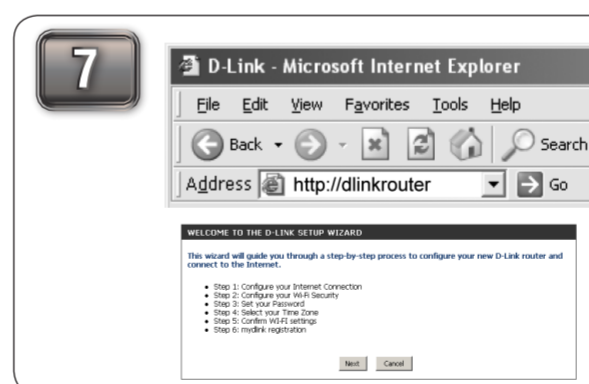 7
D-Link - Microsoft Internet Explorer
File Edit View Favorites Tools Help
Back Search
Address http://dlinkrouter Go
WELCOME TO THE D-LINK SETUP WIZARD
This wizard will guide you through a step-by-step process to configure your new D-Link router and
connect to the Internet.
• Step 1: Configure your Internet Connection
• Step 2: Configure your Wi-Fi Security
• Step 3: Set your Password
• Step 4: Select your Time Zone
• Step 5: Confirm WI-FI settings
• Step 6: mydlink registration
Next Cancel